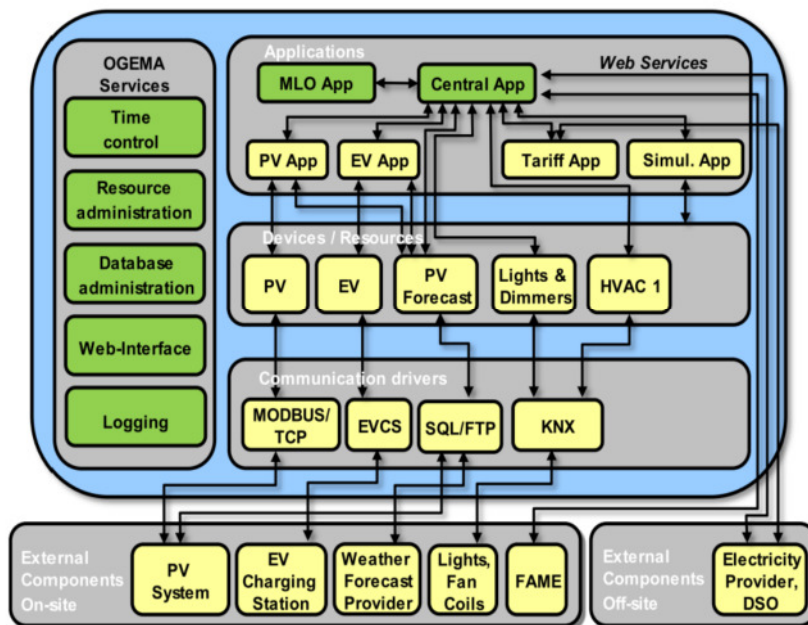 OGEMA
Services
Time
control
Resource
administration
Database
administration
Web-Interface
Logging
Applications
Web Services
MLO App
Central App
PV App
EV App
Tariff App
Simul. App
Devices / Resources
PV
EV
PV
Forecast
Lights &
Dimmers
HVAC 1
Communication drivers
MODBUS/
TCP
EVCS
SQL/FTP
KNX
External
Components
On-site
PV
System
EV
Charging
Station
Weather
Forecast
Provider
Lights,
Fan
Coils
FAME
External
Components
Off-site
Electricity
Provider,
DSO